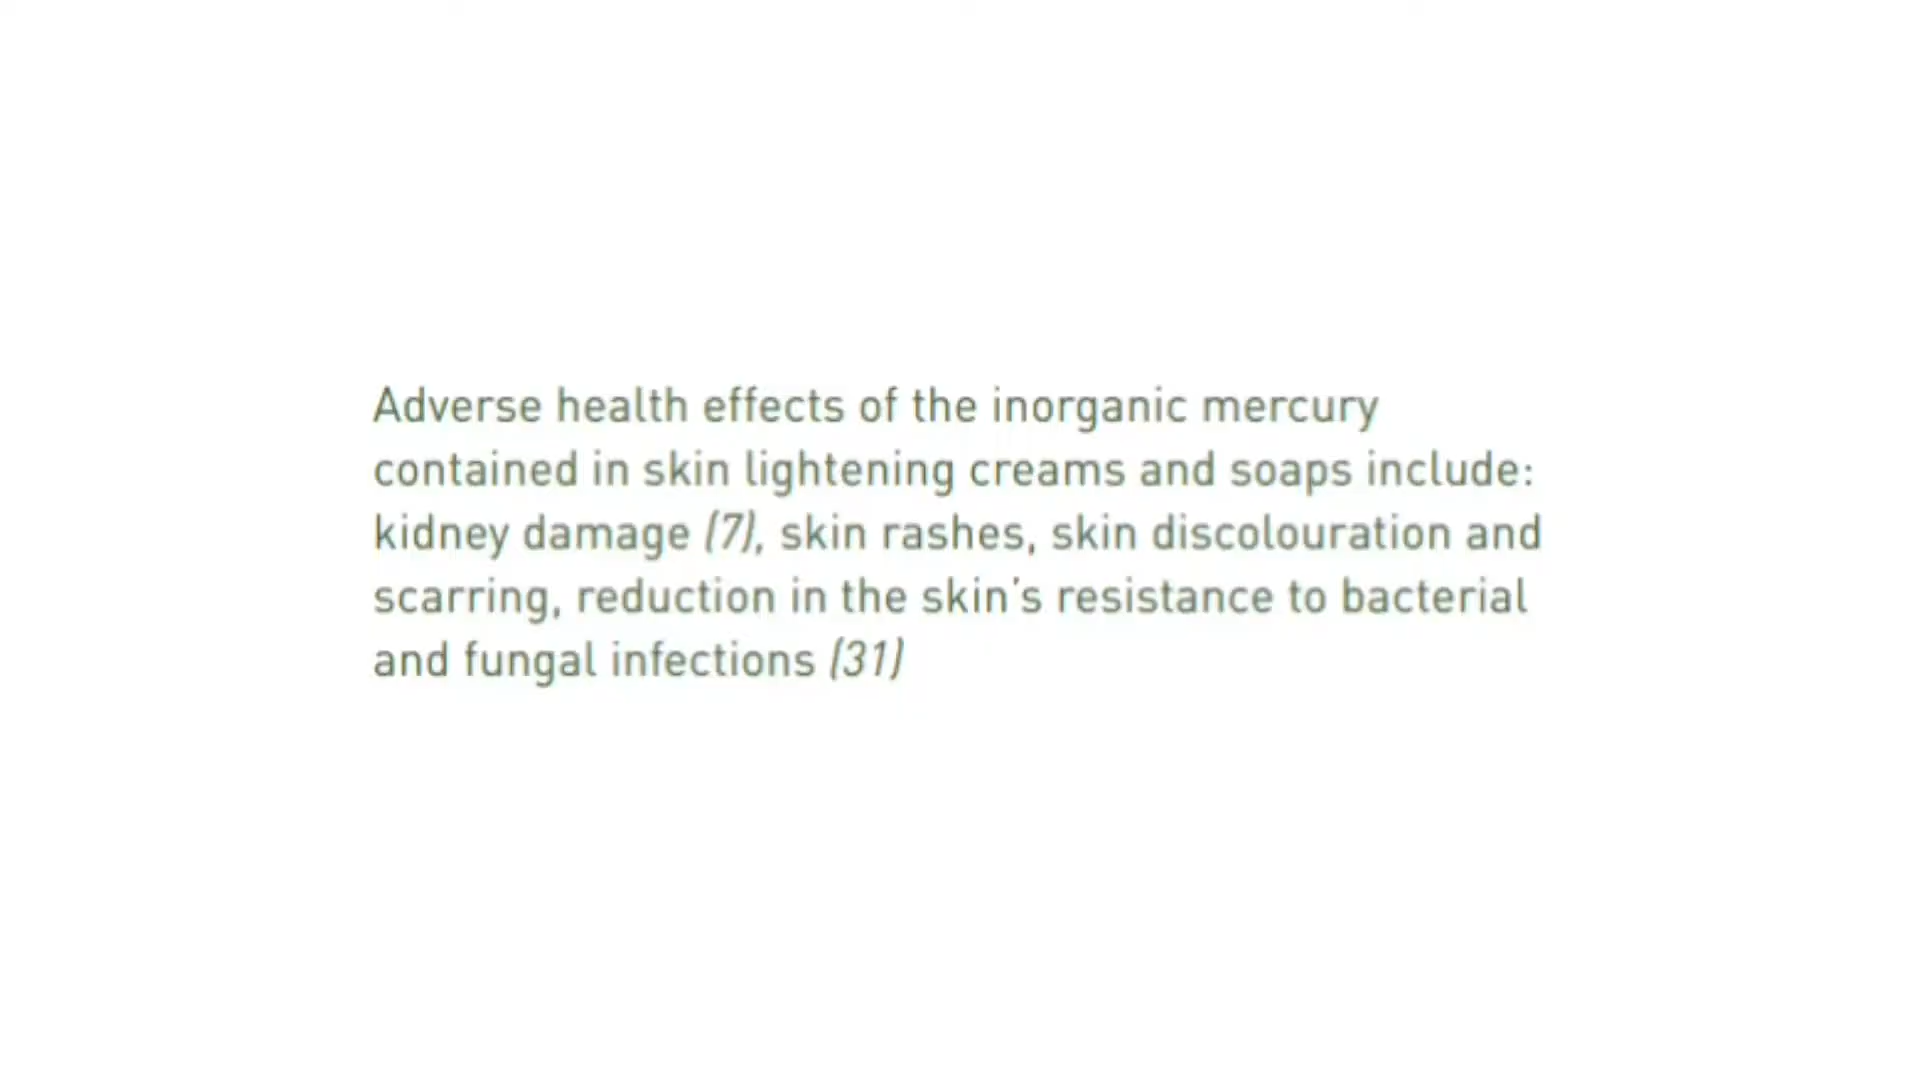 Adverse health effects of the inorganic mercury
contained in skin lightening creams and soaps include:
kidney damage (7), skin rashes, skin discolouration and
scarring, reduction in the skin's resistance to bacterial
and fungal infections (31)